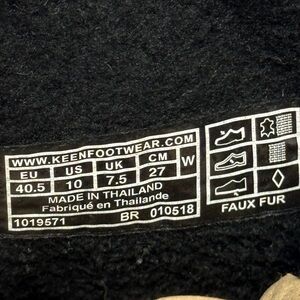 WWW.KEENFOOTWEAR.COM
EU US UK CM W
40.5 10 7.5 27
MADE IN THAILAND
Fabriqué en Thaïlande
1019571 BR 010518
FAUX FUR